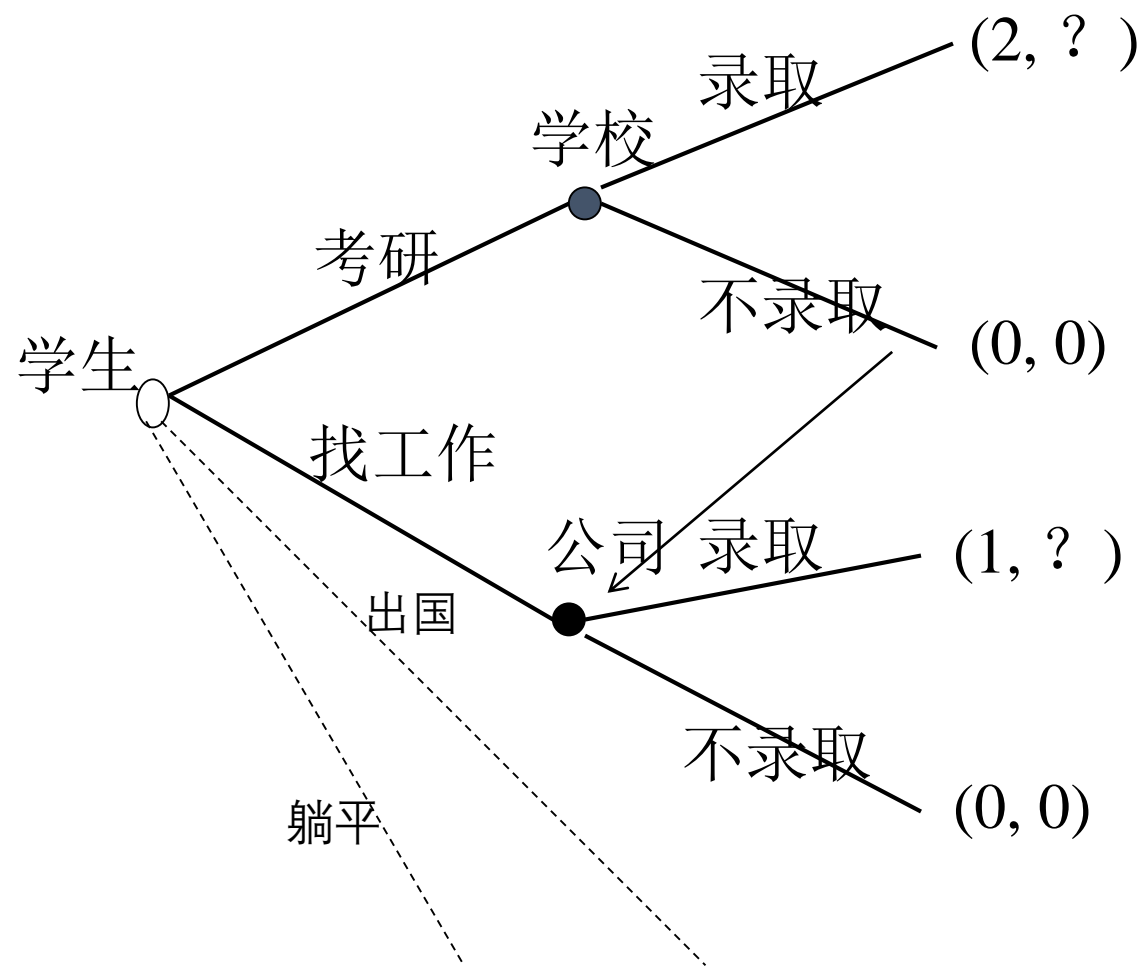 录取
(2, ？)
学校
考研
不录取
(0, 0)
学生
找工作
公司 录取
(1, ？)
出国
不录取
(0, 0)
躺平